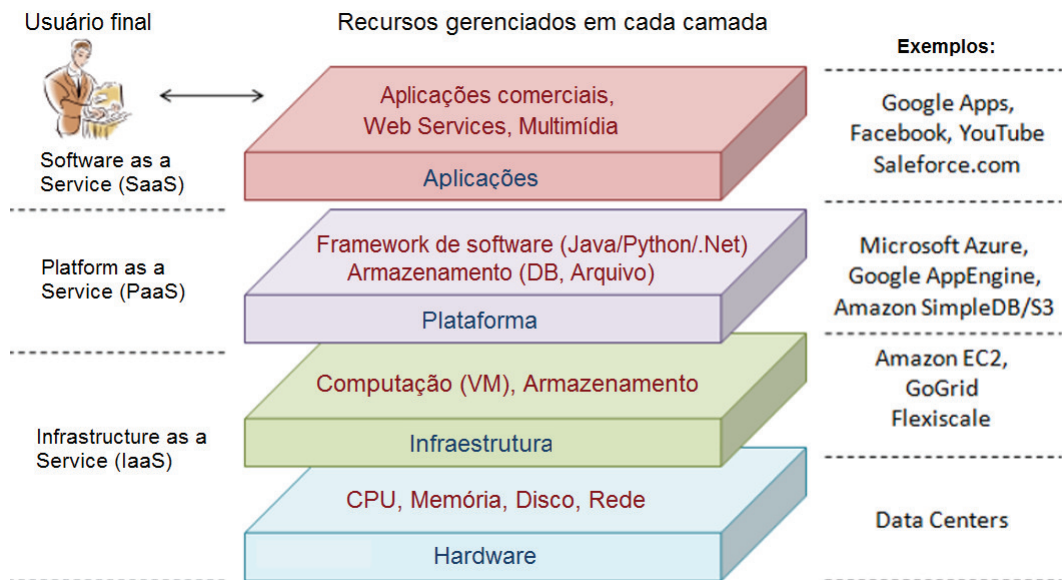 Usuário final
Recursos gerenciados em cada camada
Exemplos:
Aplicações comerciais,
Web Services, Multimídia
Aplicações
Software as a
Service (SaaS)
Google Apps,
Facebook, YouTube
Saleforce.com
Framework de software (Java/Python/.Net)
Armazenamento (DB, Arquivo)
Plataforma
Platform as a
Service (PaaS)
Microsoft Azure,
Google AppEngine,
Amazon SimpleDB/S3
Computação (VM), Armazenamento
Infraestrutura
Amazon EC2,
GoGrid
Flexiscale
Infrastructure as a
Service (IaaS)
CPU, Memória, Disco, Rede
Hardware
Data Centers